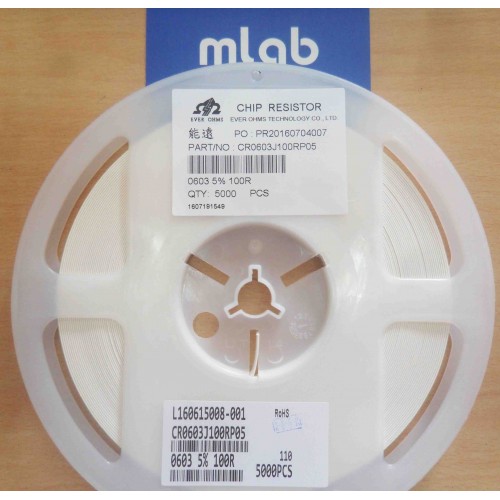 mlab
EVER OHMS
CHIP RESISTOR
EVER OHMS TECHNOLOGY CO., LTD.
能遠 PO : PR20160704007
PART/NO : CR0603J100RP05
0603 5% 100R
QTY: 5000 PCS
1607191549
L160615008-001
RoHS
CR0603J100RP05
0603 5% 100R
110
5000PCS